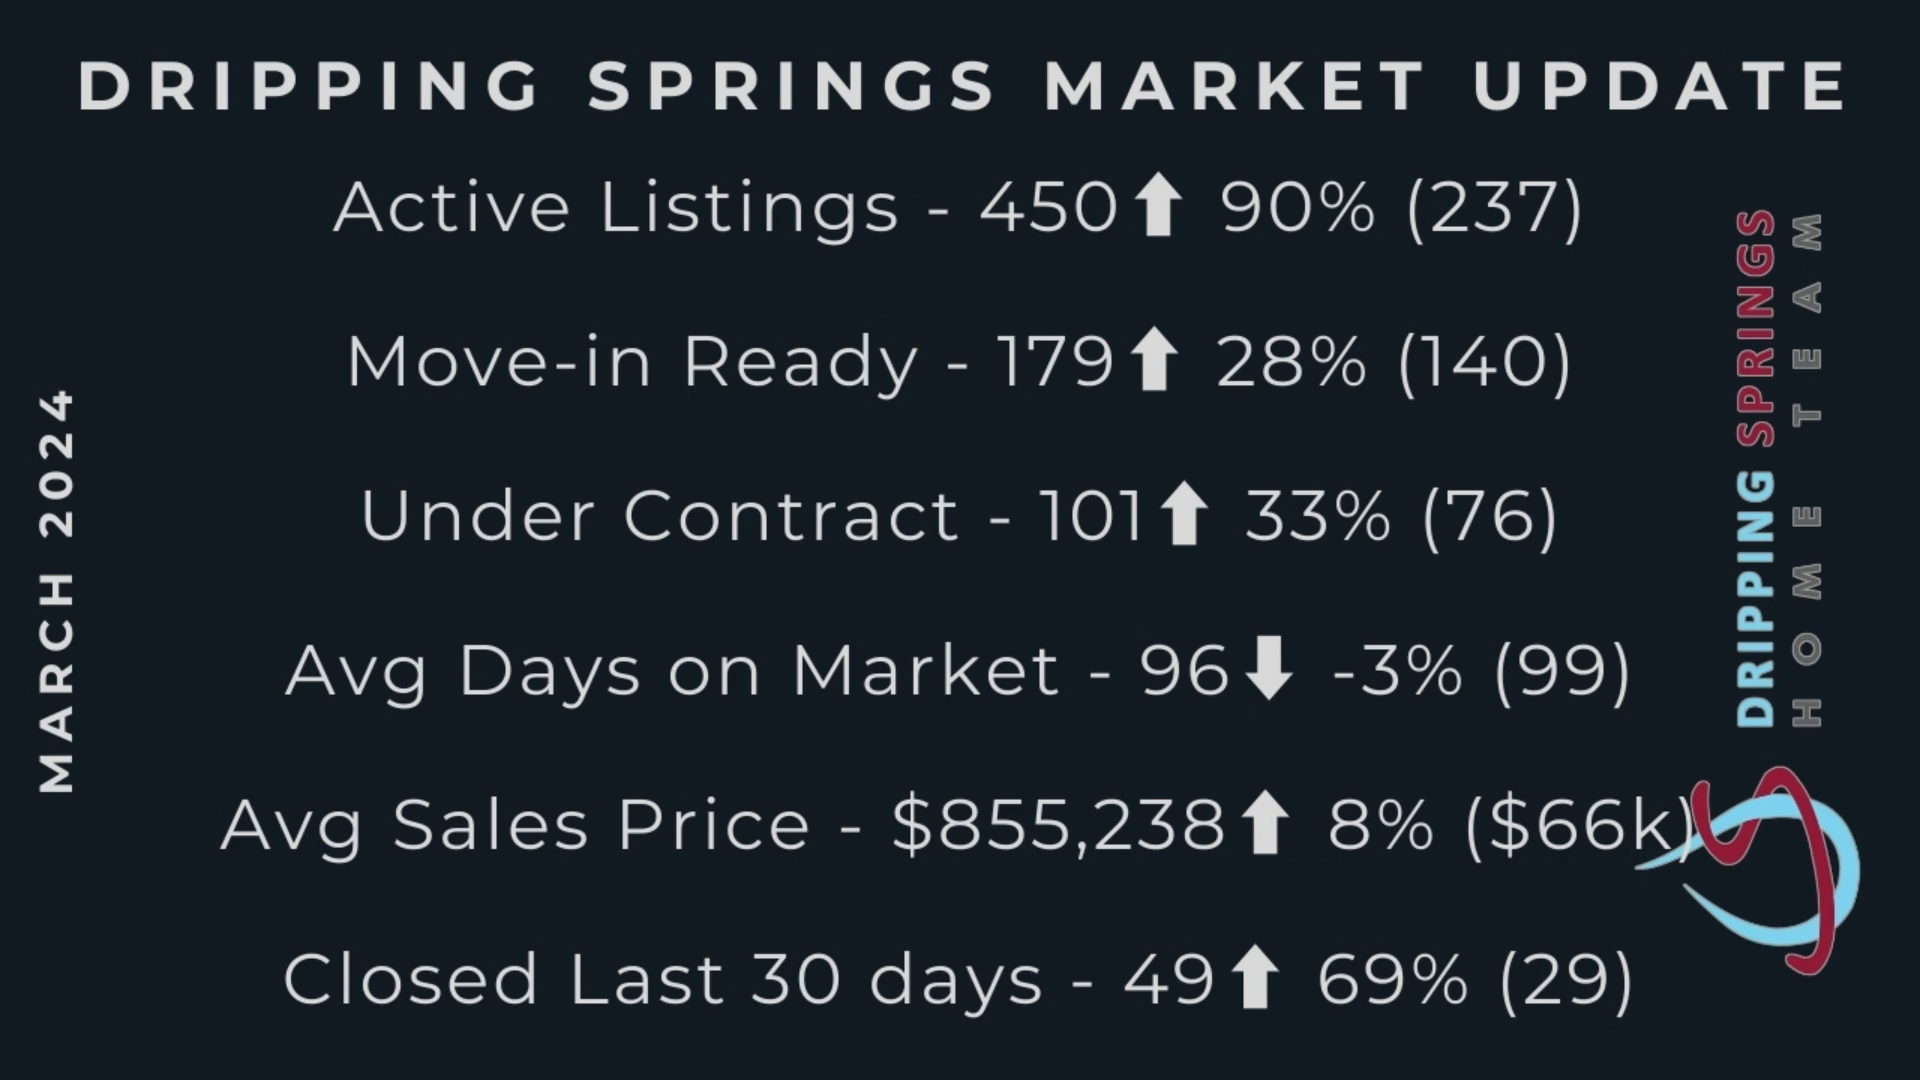 DRIPPING SPRINGS MARKET UPDATE
Active Listings - 450⬆ 90% (237)
Move-in Ready - 179⬆ 28% (140)
Under Contract - 101⬆ 33% (76)
Avg Days on Market - 96⬇ -3% (99)
Avg Sales Price - $855,238⬆ 8% ($66k)
Closed Last 30 days - 49⬆ 69% (29)
MARCH 2024
DRIPPING SPRINGS
HOME TEAM